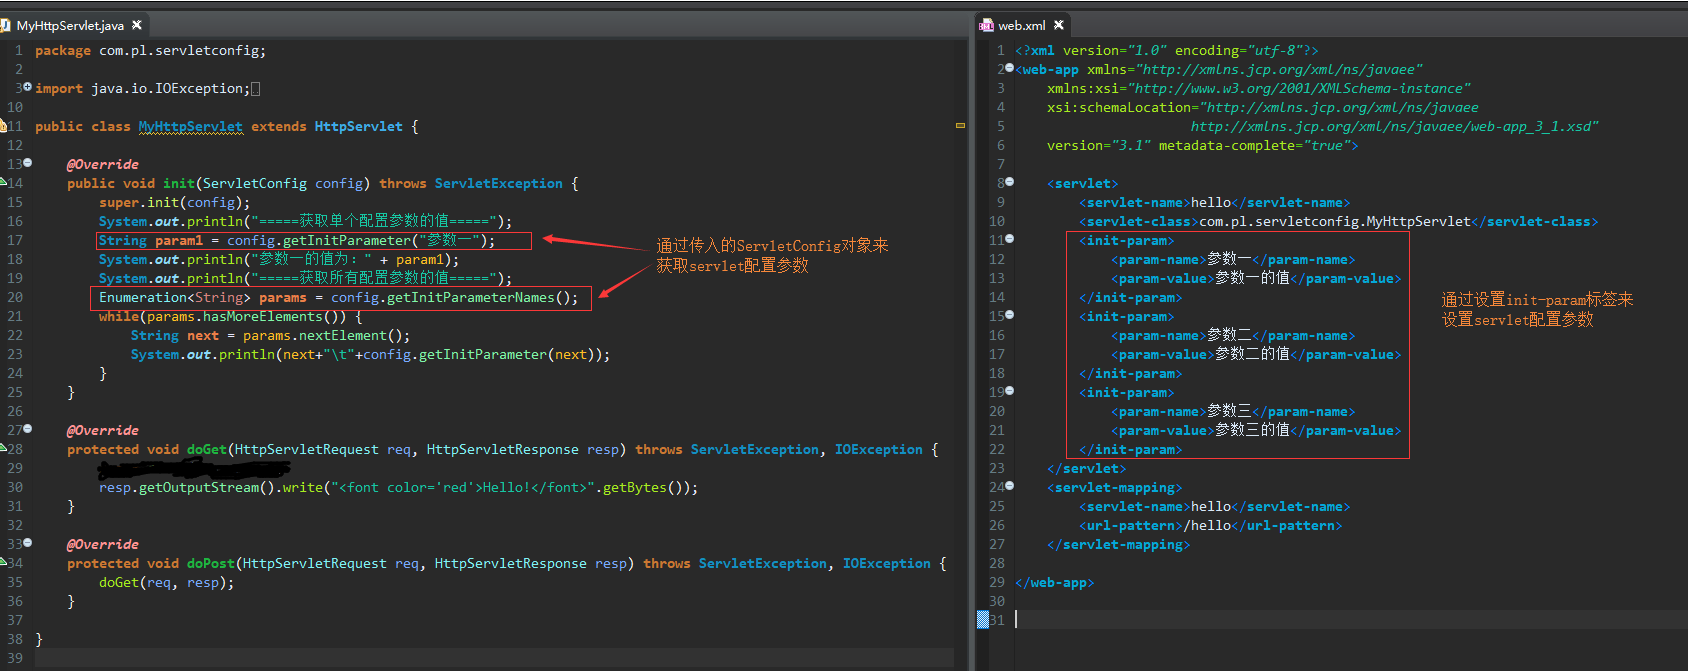 MyHttpServlet.java
1 package com.pl.servletconfig;
2
3 import java.io.IOException;
10
11 public class MyHttpServlet extends HttpServlet {
12
13 @Override
14 public void init(ServletConfig config) throws ServletException {
15 super.init(config);
16 System.out.println("=====获取单个配置参数的值=====");
17 String param1 = config.getInitParameter("参数一");
18 System.out.println("参数一的值为：" + param1);
19 System.out.println("=====获取所有配置参数的值=====");
20 Enumeration<String> params = config.getInitParameterNames();
21 while(params.hasMoreElements()) {
22 String next = params.nextElement();
23 System.out.println(next+"\t"+config.getInitParameter(next));
24 }
25 }
26
27 @Override
28 protected void doGet(HttpServletRequest req, HttpServletResponse resp) throws ServletException, IOException {
29
30 resp.getOutputStream().write("<font color='red'>Hello!</font>".getBytes());
31 }
32
33 @Override
34 protected void doPost(HttpServletRequest req, HttpServletResponse resp) throws ServletException, IOException {
35 doGet(req, resp);
36 }
37
38 }
39
通过传入的ServletConfig对象来
获取servlet配置参数
web.xml
1 <?xml version="1.0" encoding="utf-8"?>
2 <web-app xmlns="http://xmlns.jcp.org/xml/ns/javaee"
3 xmlns:xsi="http://www.w3.org/2001/XMLSchema-instance"
4 xsi:schemaLocation="http://xmlns.jcp.org/xml/ns/javaee
5 http://xmlns.jcp.org/xml/ns/javaee/web-app_3_1.xsd"
6 version="3.1" metadata-complete="true">
7
8 <servlet>
9 <servlet-name>hello</servlet-name>
10 <servlet-class>com.pl.servletconfig.MyHttpServlet</servlet-class>
11 <init-param>
12 <param-name>参数一</param-name>
13 <param-value>参数一的值</param-value>
14 </init-param>
15 <init-param>
16 <param-name>参数二</param-name>
17 <param-value>参数二的值</param-value>
18 </init-param>
19 <init-param>
20 <param-name>参数三</param-name>
21 <param-value>参数三的值</param-value>
22 </init-param>
23 </servlet>
24 <servlet-mapping>
25 <servlet-name>hello</servlet-name>
26 <url-pattern>/hello</url-pattern>
27 </servlet-mapping>
28
29 </web-app>
30
31
通过设置init-param标签来
设置servlet配置参数